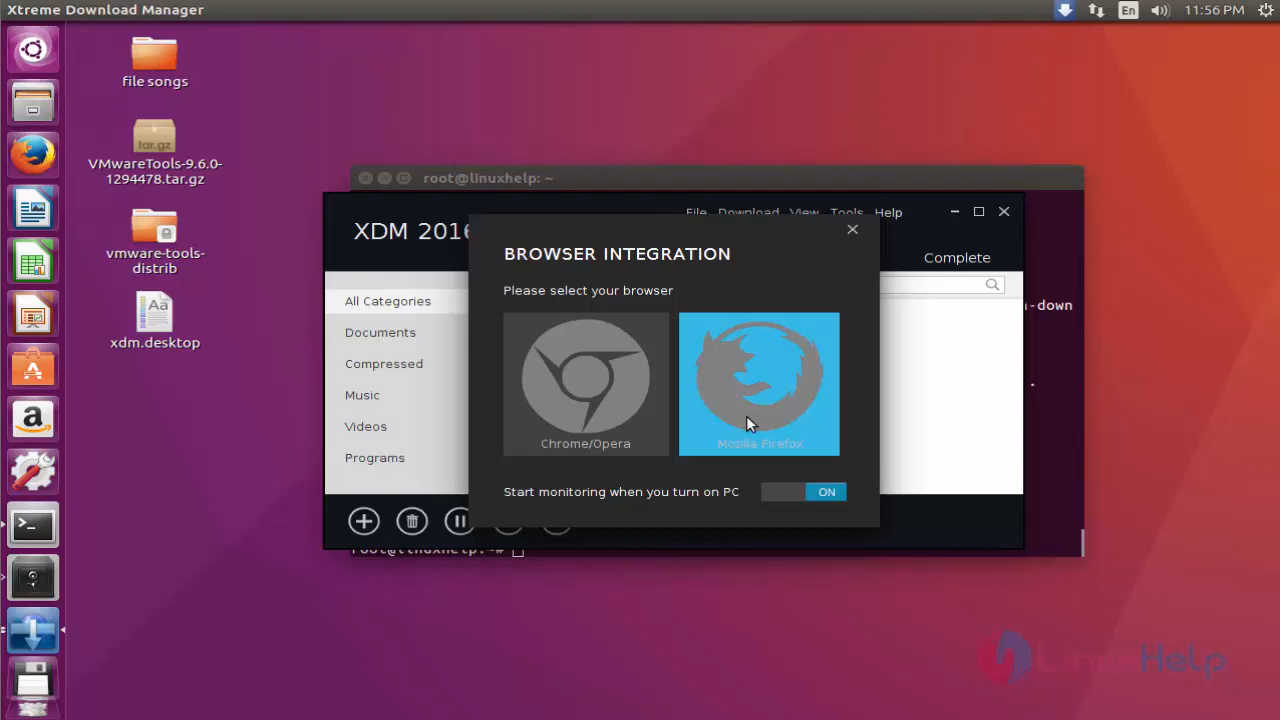 Xtreme Download Manager
En
11:56 PM
file songs
tar.gz
VMwareTools-9.6.0-
1294478.tar.gz
vmware-tools-
distrib
Aa
xdm.desktop
root@linuxhelp: ~
XDM 2016
File Download View Tools Help
Complete
BROWSER INTEGRATION
Please select your browser
Chrome/Opera
Mozilla Firefox
Start monitoring when you turn on PC
ON
All Categories
Documents
Compressed
Music
Videos
Programs
-down
.
root@linuxhelp:~#
LinuxHelp